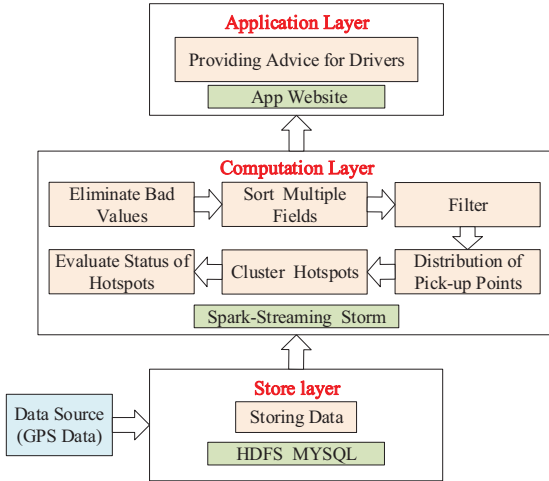 Application Layer
Providing Advice for Drivers
App Website
Computation Layer
Eliminate Bad
Values
Sort Multiple
Fields
Filter
Evaluate Status of
Hotspots
Cluster Hotspots
Distribution of
Pick-up Points
Spark-Streaming Storm
Store layer
Data Source
(GPS Data)
Storing Data
HDFS MYSQL